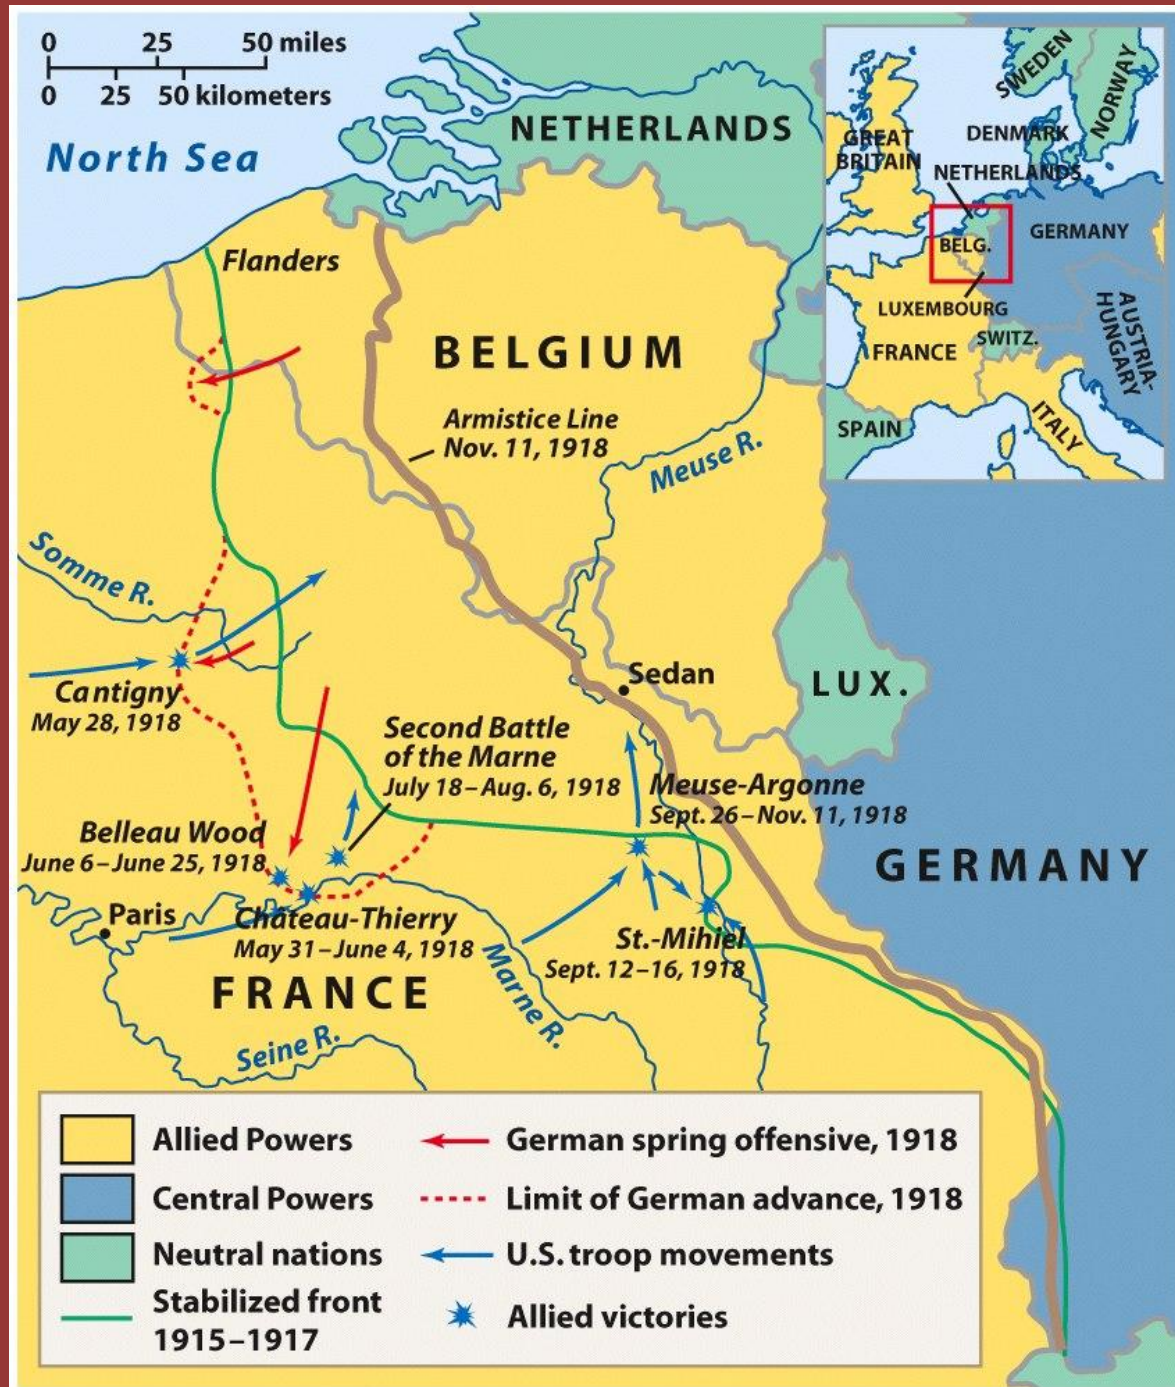 0 25 50 miles
0 25 50 kilometers
North Sea
NETHERLANDS
Flanders
BELGIUM
Armistice Line
Nov. 11, 1918
Meuse R.
Somme R.
Sedan
LUX.
Cantigny
May 28, 1918
Second Battle
of the Marne
July 18–Aug. 6, 1918
Meuse-Argonne
Sept. 26–Nov. 11, 1918
Belleau Wood
June 6–June 25, 1918
GERMANY
Paris
Château-Thierry
May 31–June 4, 1918
St.-Mihiel
Sept. 12–16, 1918
FRANCE
Marne R.
Seine R.
SWEDEN
NORWAY
GREAT
BRITAIN
DENMARK
NETHERLANDS
GERMANY
BELG.
LUXEMBOURG
AUSTRIA-
HUNGARY
SWITZ.
FRANCE
SPAIN
ITALY
Allied Powers
Central Powers
Neutral nations
Stabilized front
1915–1917
German spring offensive, 1918
Limit of German advance, 1918
U.S. troop movements
Allied victories